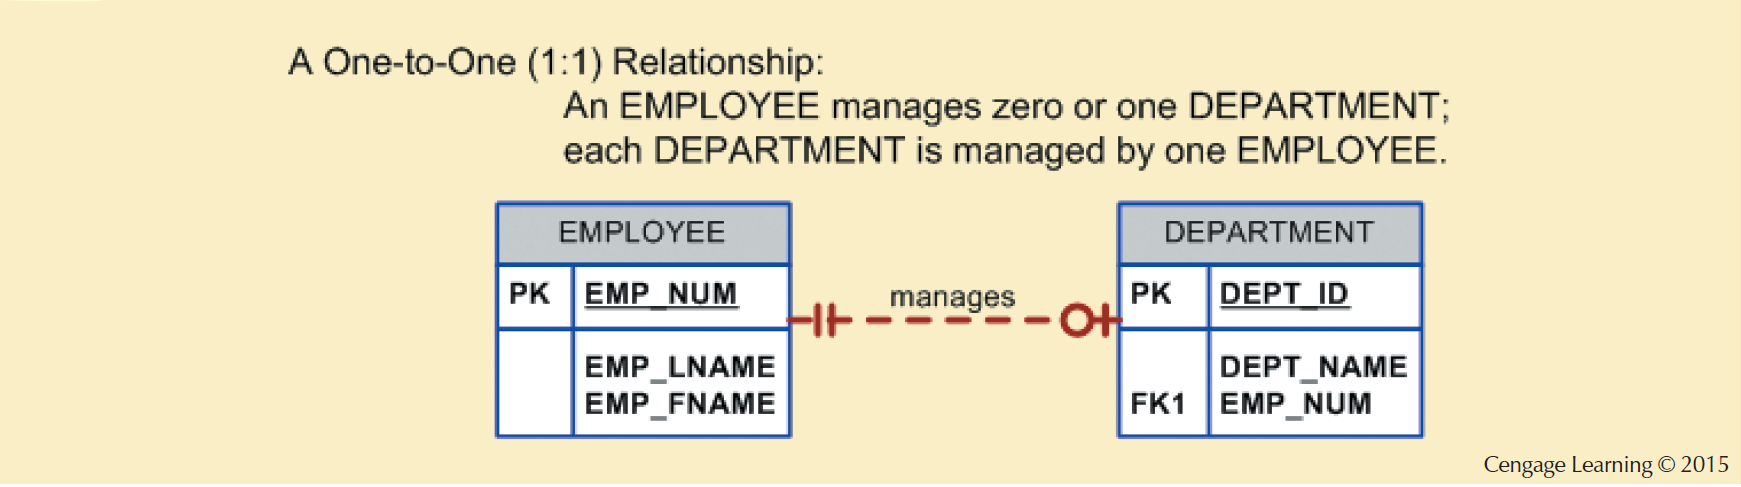 A One-to-One (1:1) Relationship:
An EMPLOYEE manages zero or one DEPARTMENT;
each DEPARTMENT is managed by one EMPLOYEE.
EMPLOYEE
PK EMP_NUM
EMP_LNAME
EMP_FNAME
manages
DEPARTMENT
PK DEPT_ID
DEPT_NAME
FK1 EMP_NUM
Cengage Learning © 2015